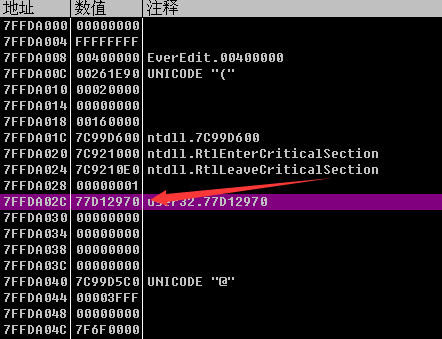 地址 数值 注释
7FFDA000 00000000
7FFDA004 FFFFFFFF
7FFDA008 00400000 EverEdit.00400000
7FFDA00C 00261E90 UNICODE "("
7FFDA010 00020000
7FFDA014 00000000
7FFDA018 00160000
7FFDA01C 7C99D600 ntdll.7C99D600
7FFDA020 7C921000 ntdll.RtlEnterCriticalSection
7FFDA024 7C9210E0 ntdll.RtlLeaveCriticalSection
7FFDA028 00000001
7FFDA02C 77D12970 user32.77D12970
7FFDA030 00000000
7FFDA034 00000000
7FFDA038 00000000
7FFDA03C 00000000
7FFDA040 7C99D5C0 UNICODE "@"
7FFDA044 00003FFF
7FFDA048 00000000
7FFDA04C 7F6F0000